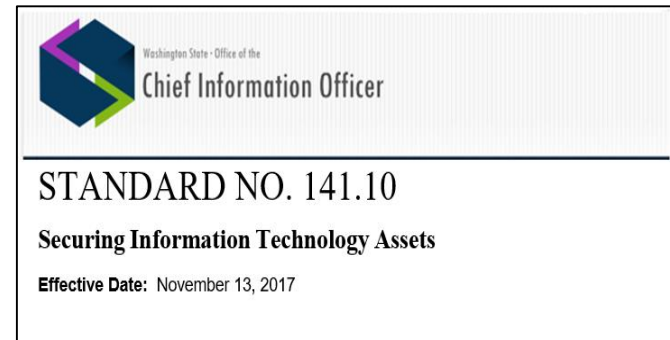 Washington State - Office of the
Chief Information Officer
STANDARD NO. 141.10
Securing Information Technology Assets
Effective Date: November 13, 2017